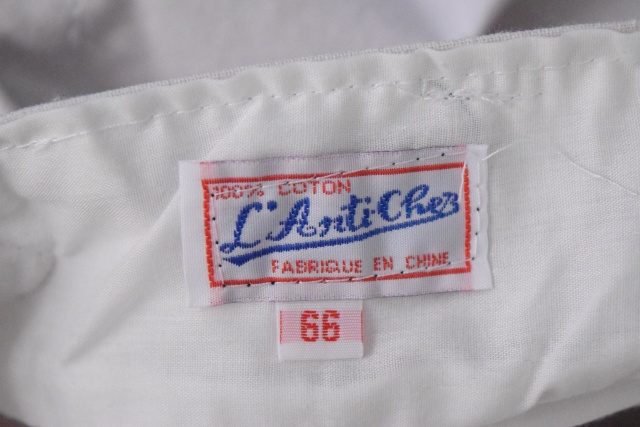 100% COTON
L'Anti-Chez
FABRIQUE EN CHINE
66